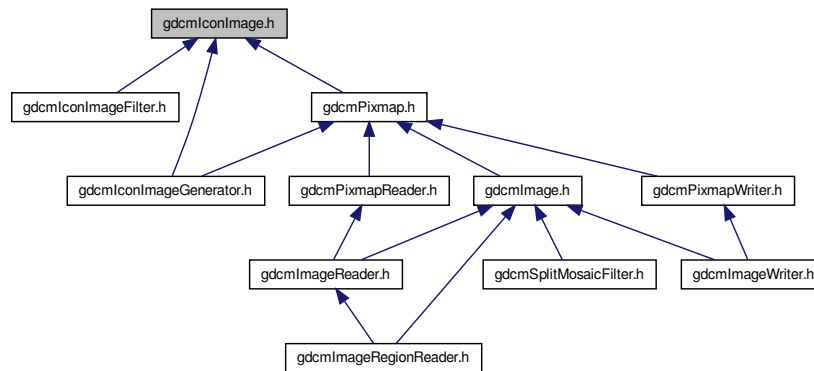 gdcmIconImage.h
gdcmIconImageFilter.h
gdcmPixmap.h
gdcmIconImageGenerator.h
gdcmPixmapReader.h
gdcmImage.h
gdcmPixmapWriter.h
gdcmImageReader.h
gdcmSplitMosaicFilter.h
gdcmImageWriter.h
gdcmImageRegionReader.h